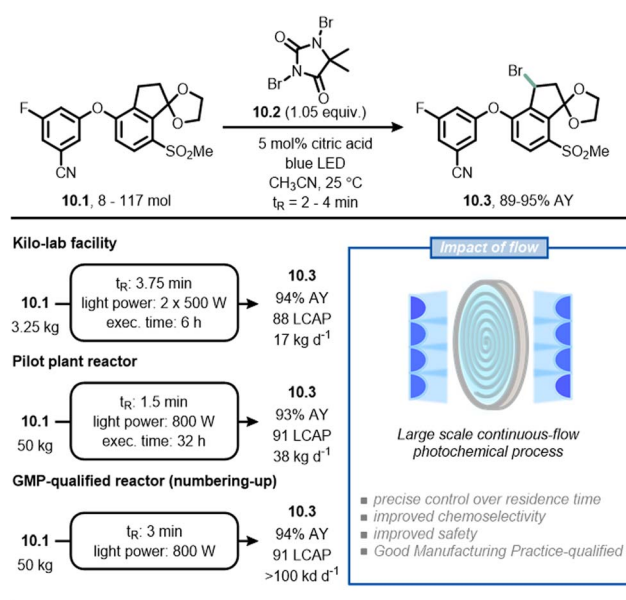 Br
O
N
N
O
Br
10.2 (1.05 equiv.)
5 mol% citric acid
blue LED
CH3CN, 25 °C
tR = 2 - 4 min
F
O
O
O
SO2Me
CN
10.1, 8 - 117 mol
Br
F
O
O
O
SO2Me
CN
10.3, 89-95% AY
Kilo-lab facility
10.1
3.25 kg
tR: 3.75 min
light power: 2 x 500 W
exec. time: 6 h
10.3
94% AY
88 LCAP
17 kg d-1
Pilot plant reactor
10.1
50 kg
tR: 1.5 min
light power: 800 W
exec. time: 32 h
10.3
93% AY
91 LCAP
38 kg d-1
GMP-qualified reactor (numbering-up)
10.1
50 kg
tR: 3 min
light power: 800 W
10.3
94% AY
91 LCAP
>100 kd d-1
Impact of flow
Large scale continuous-flow
photochemical process
precise control over residence time
improved chemoselectivity
improved safety
Good Manufacturing Practice-qualified